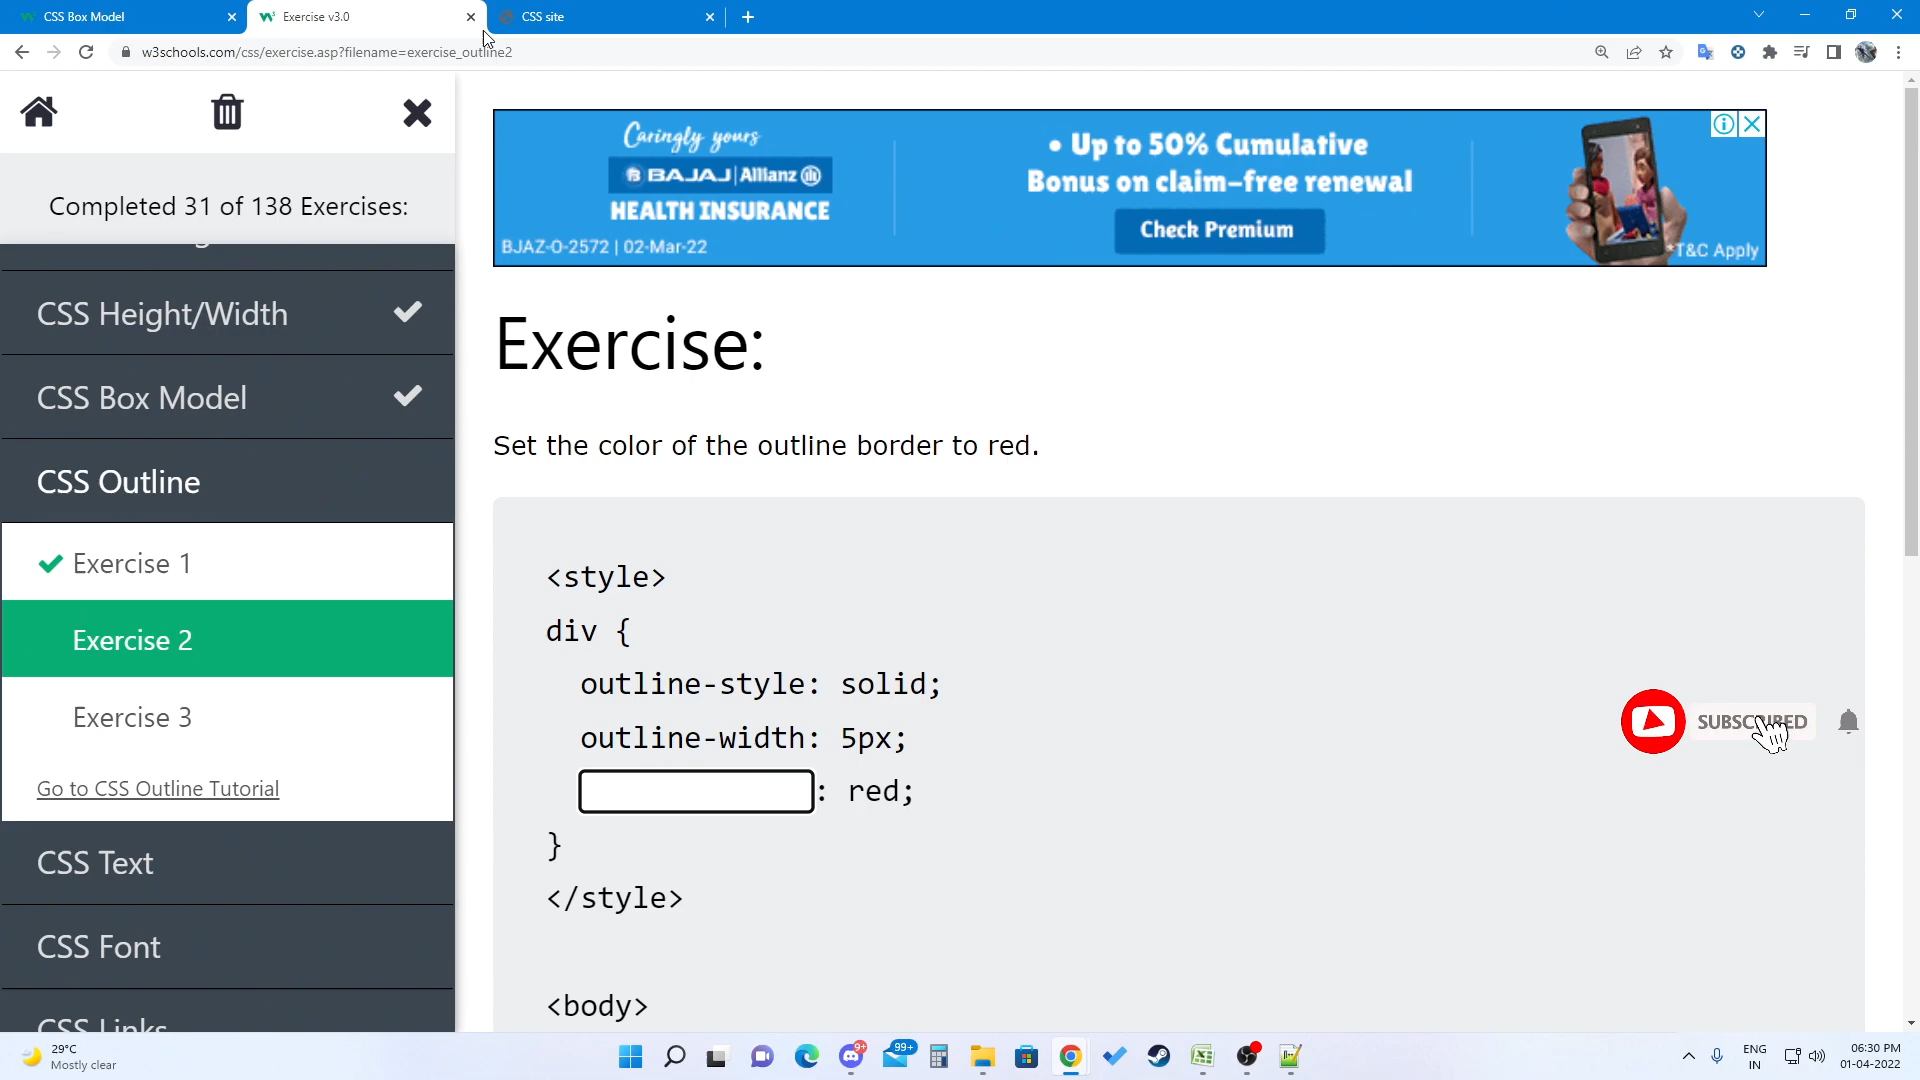 CSS Box Model
Exercise v3.0
CSS site
w3schools.com/css/exercise.asp?filename=exercise_outline2
Caringly yours
BAJAJ | Allianz
HEALTH INSURANCE
BJAZ-O-2572 | 02-Mar-22
• Up to 50% Cumulative
Bonus on claim-free renewal
Check Premium
*T&C Apply
Completed 31 of 138 Exercises:
CSS Height/Width
CSS Box Model
CSS Outline
Exercise 1
Exercise 2
Exercise 3
Go to CSS Outline Tutorial
CSS Text
CSS Font
CSS Links
Exercise:
Set the color of the outline border to red.
<style>
div {
outline-style: solid;
outline-width: 5px;
: red;
}
</style>
<body>
SUBSCRIBED
29°C
Mostly clear
9+
99+
ENG
IN
06:30 PM
01-04-2022